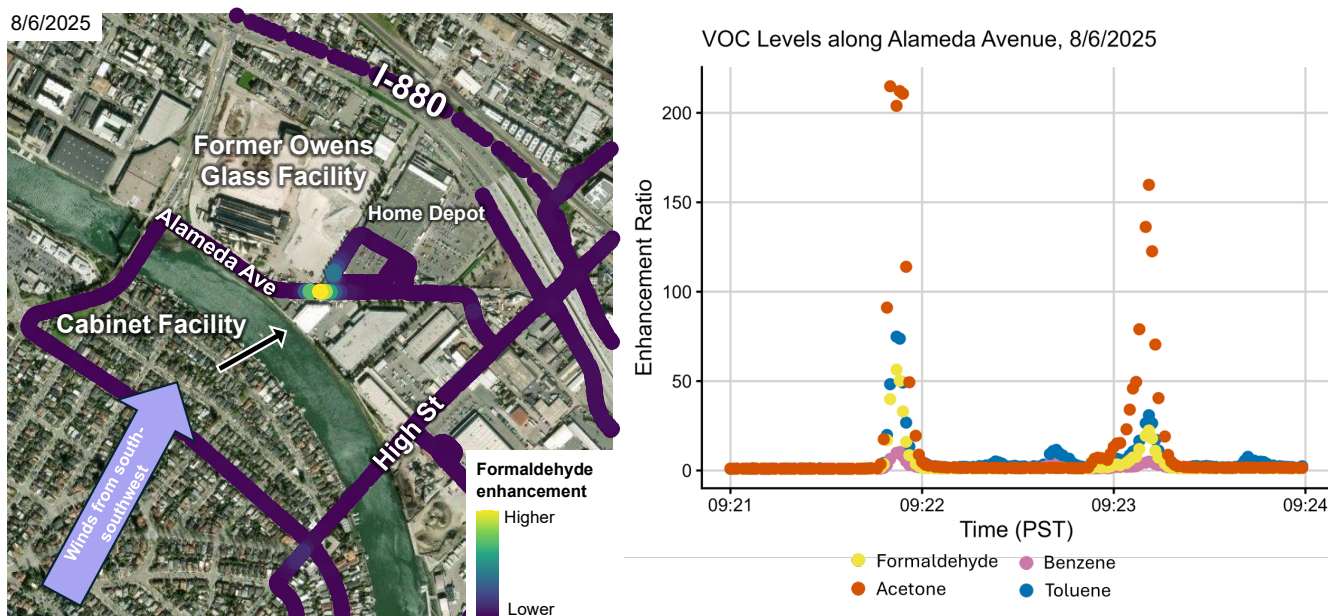 8/6/2025
I-880
Former Owens
Glass Facility
Home Depot
Alameda Ave
Cabinet Facility
High St
Winds from south-
southwest
Formaldehyde
enhancement
Higher
Lower
VOC Levels along Alameda Avenue, 8/6/2025
Enhancement Ratio
200
150
100
50
0
09:21
09:22
09:23
09:24
Time (PST)
Formaldehyde
Benzene
Acetone
Toluene